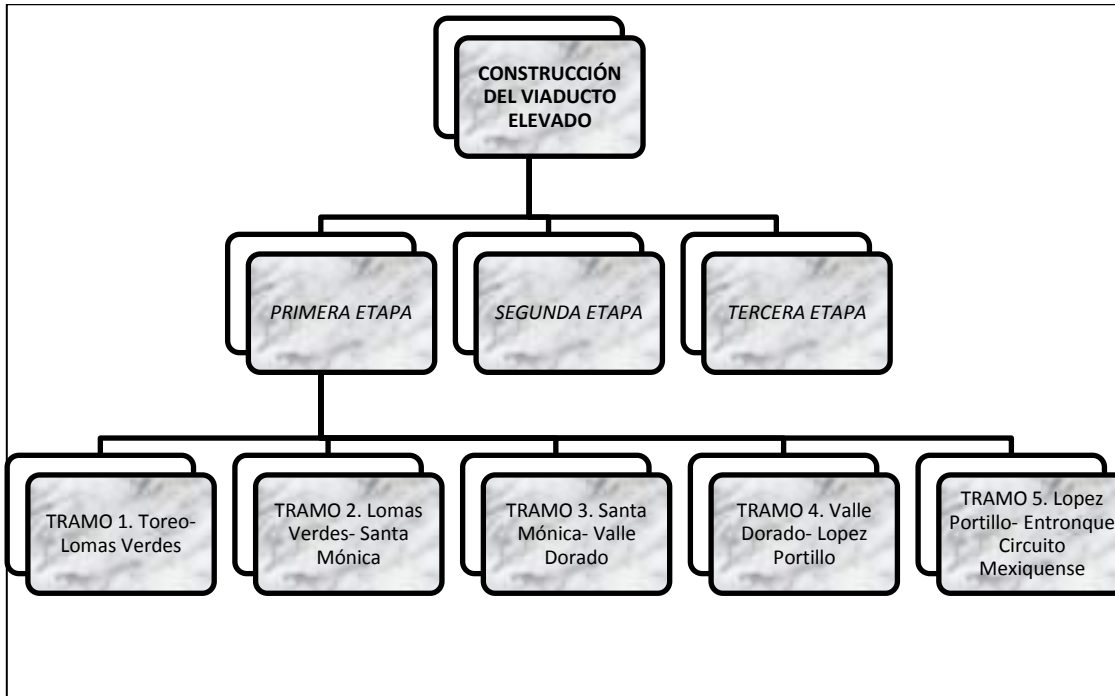 CONSTRUCCIÓN
DEL VIADUCTO
ELEVADO
PRIMERA ETAPA
SEGUNDA ETAPA
TERCERA ETAPA
TRAMO 1. Toreo-
Lomas Verdes
TRAMO 2. Lomas
Verdes- Santa
Mónica
TRAMO 3. Santa
Mónica- Valle
Dorado
TRAMO 4. Valle
Dorado- Lopez
Portillo
TRAMO 5. Lopez
Portillo- Entronque
Circuito
Mexiquense